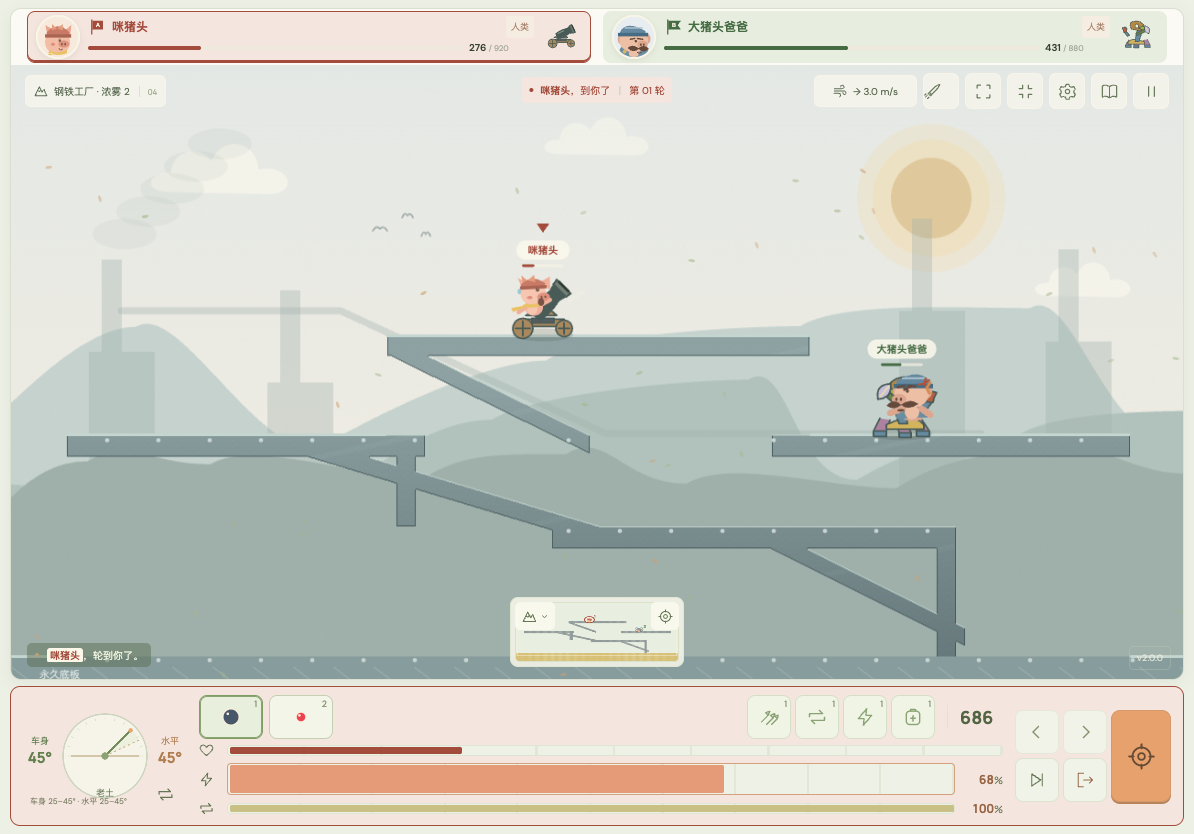 咪猪头
人类
276 / 920
大猪头爸爸
人类
431 / 880
钢铁工厂 · 浓雾 2 04
咪猪头，到你了 第 01 轮
→ 3.0 m/s
咪猪头
大猪头爸爸
咪猪头，轮到你了。
永久底板
v2.0.0
1
2
1
1
1
1
686
车身
45°
水平
45°
老土
车身 25–45° · 水平 25–45°
68%
100%